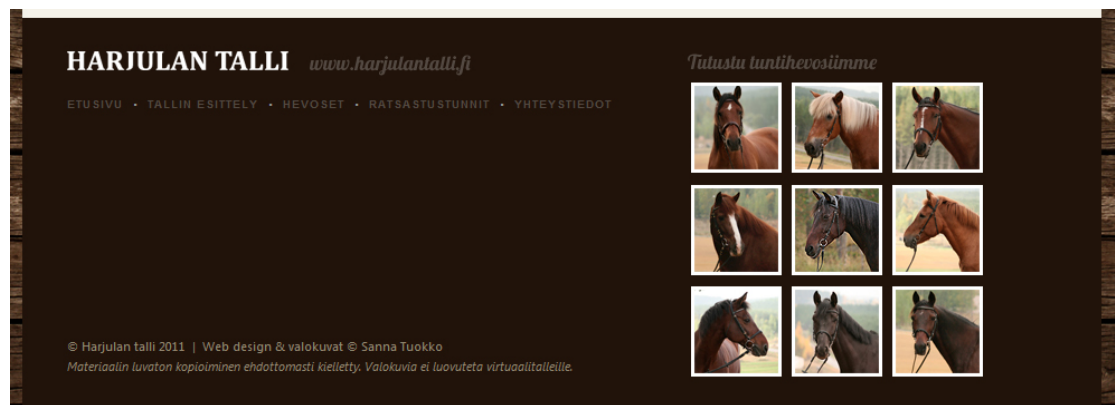 HARJULAN TALLI www.harjulantalli.fi
ETUSIVU • TALLIN ESITTELY • HEVOSET • RATSASTUSTUNNIT • YHTEYSTIEDOT
Tutustu tuntihevosiimme
© Harjulan talli 2011 | Web design & valokuvat © Sanna Tuokko
Materiaalin luvaton kopioiminen ehdottomasti kielletty. Valokuvia ei luovuteta virtuaalitalleille.